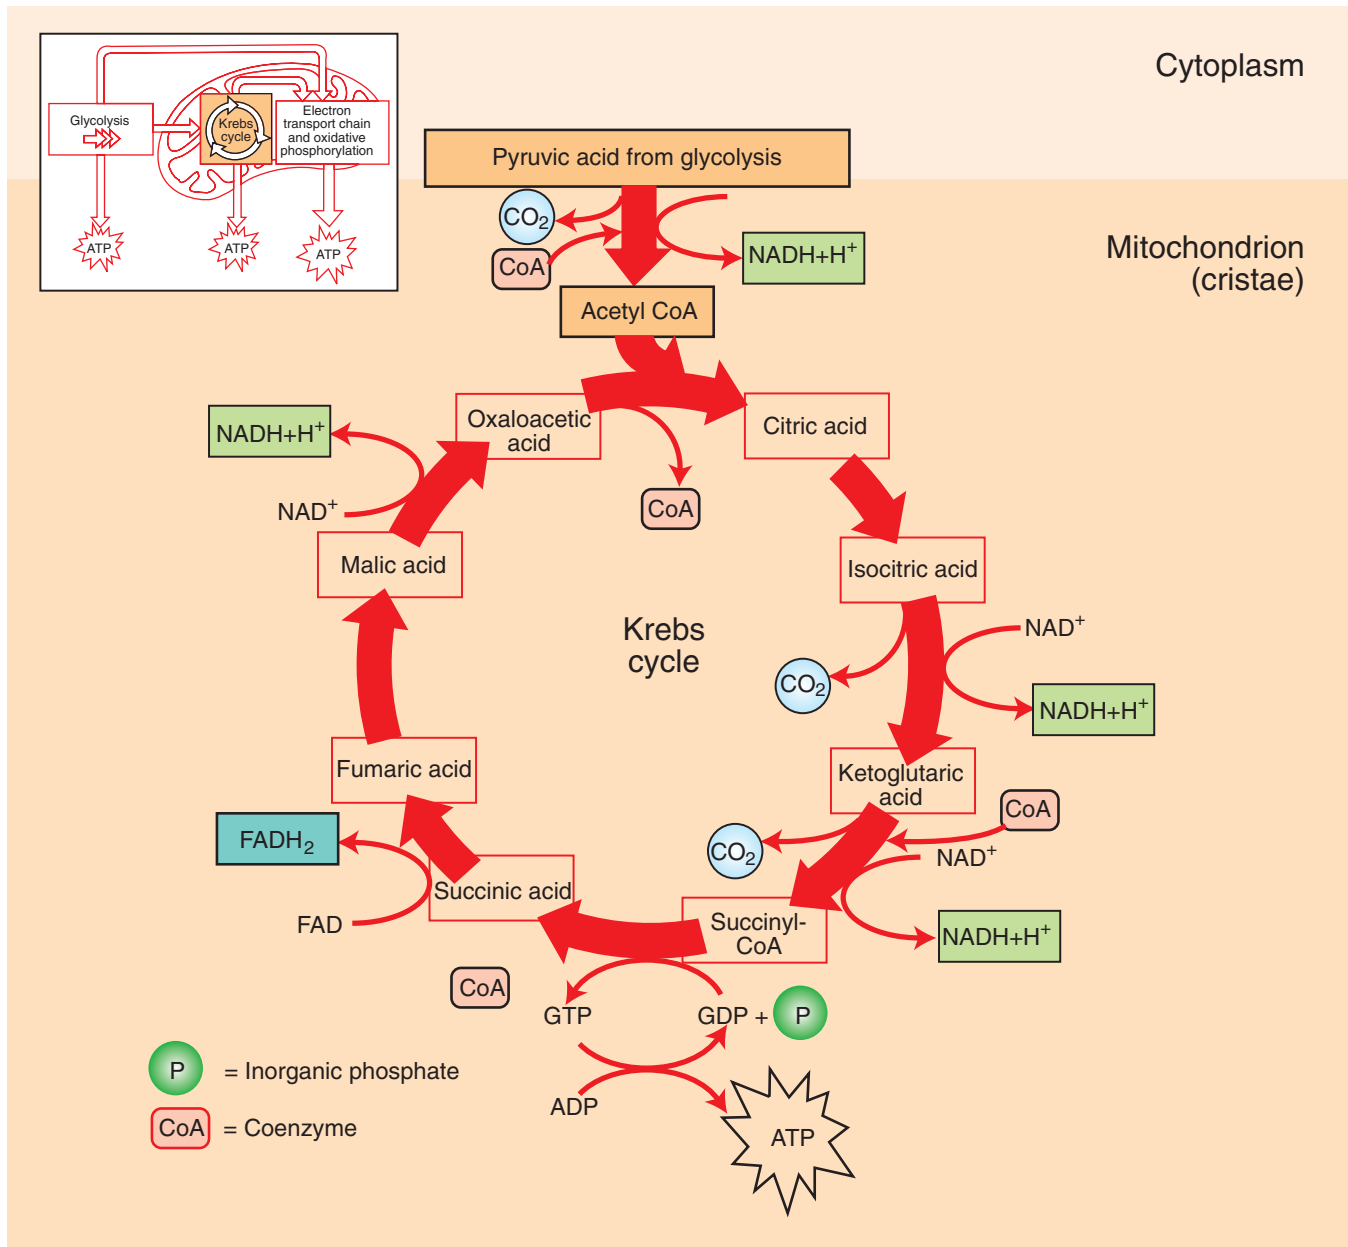 Cytoplasm
Glycolysis
Krebs
cycle
Electron
transport chain
and oxidative
phosphorylation
ATP
ATP
ATP
Pyruvic acid from glycolysis
Mitochondrion
(cristae)
CO2
CoA
NADH+H+
Acetyl CoA
NADH+H+
NAD+
Oxaloacetic
acid
Citric acid
CoA
Malic acid
Isocitric acid
Krebs
cycle
NAD+
CO2
NADH+H+
Fumaric acid
Ketoglutaric
acid
CoA
FADH2
CO2
NAD+
Succinic acid
FAD
Succinyl-
CoA
NADH+H+
CoA
GTP
GDP + P
P = Inorganic phosphate
ADP
CoA = Coenzyme
ATP